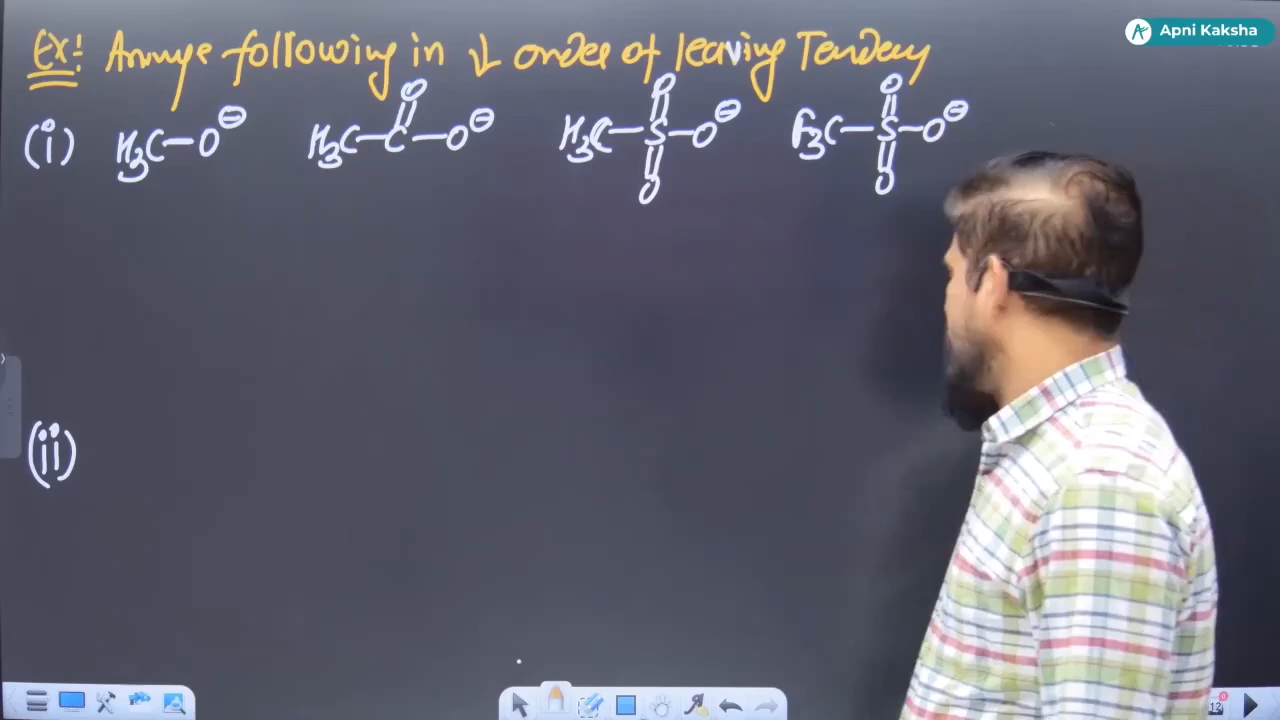 Apni Kaksha
Ex! Arrange following in ↓ order of leaving Tendency
(i) H3C-O⊖ H3C-C(=O)-O⊖ H3C-S(=O)(=O)-O⊖ F3C-S(=O)(=O)-O⊖
(ii)